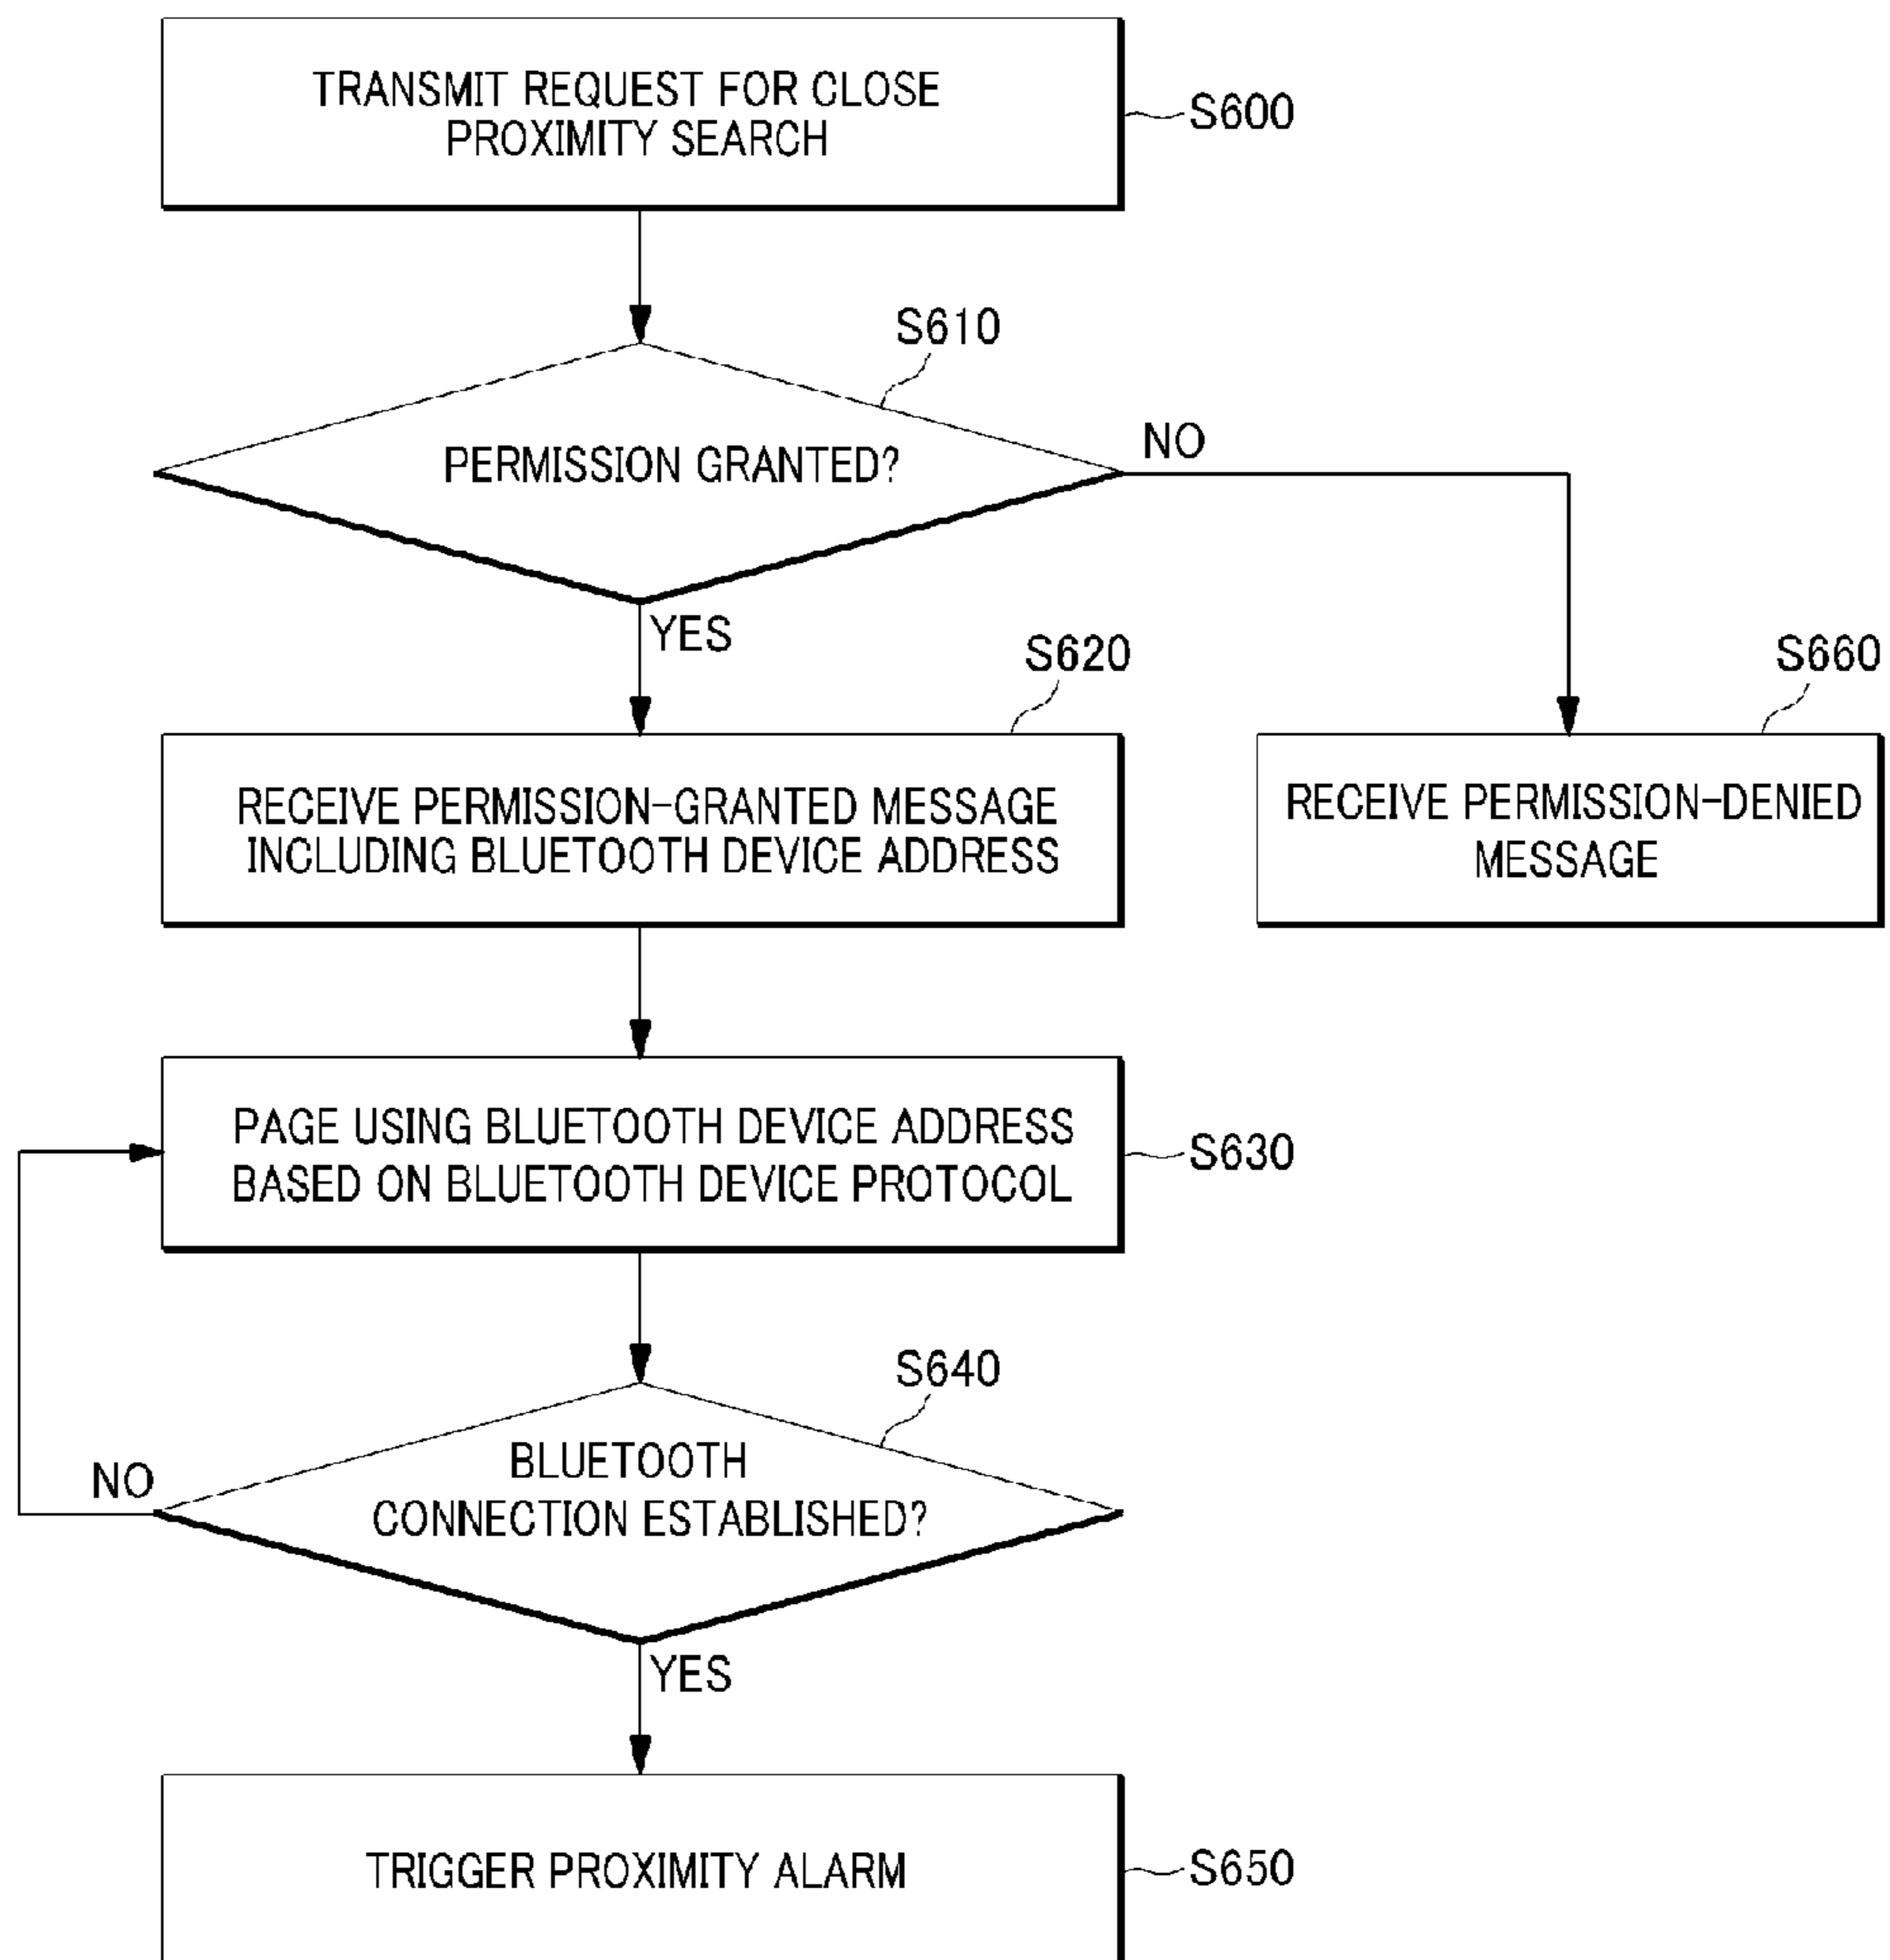 TRANSMIT REQUEST FOR CLOSE
PROXIMITY SEARCH
S600
S610
PERMISSION GRANTED?
NO
YES
S620
S660
RECEIVE PERMISSION-GRANTED MESSAGE
INCLUDING BLUETOOTH DEVICE ADDRESS
RECEIVE PERMISSION-DENIED
MESSAGE
PAGE USING BLUETOOTH DEVICE ADDRESS
BASED ON BLUETOOTH DEVICE PROTOCOL
S630
S640
BLUETOOTH
CONNECTION ESTABLISHED?
NO
YES
TRIGGER PROXIMITY ALARM
S650